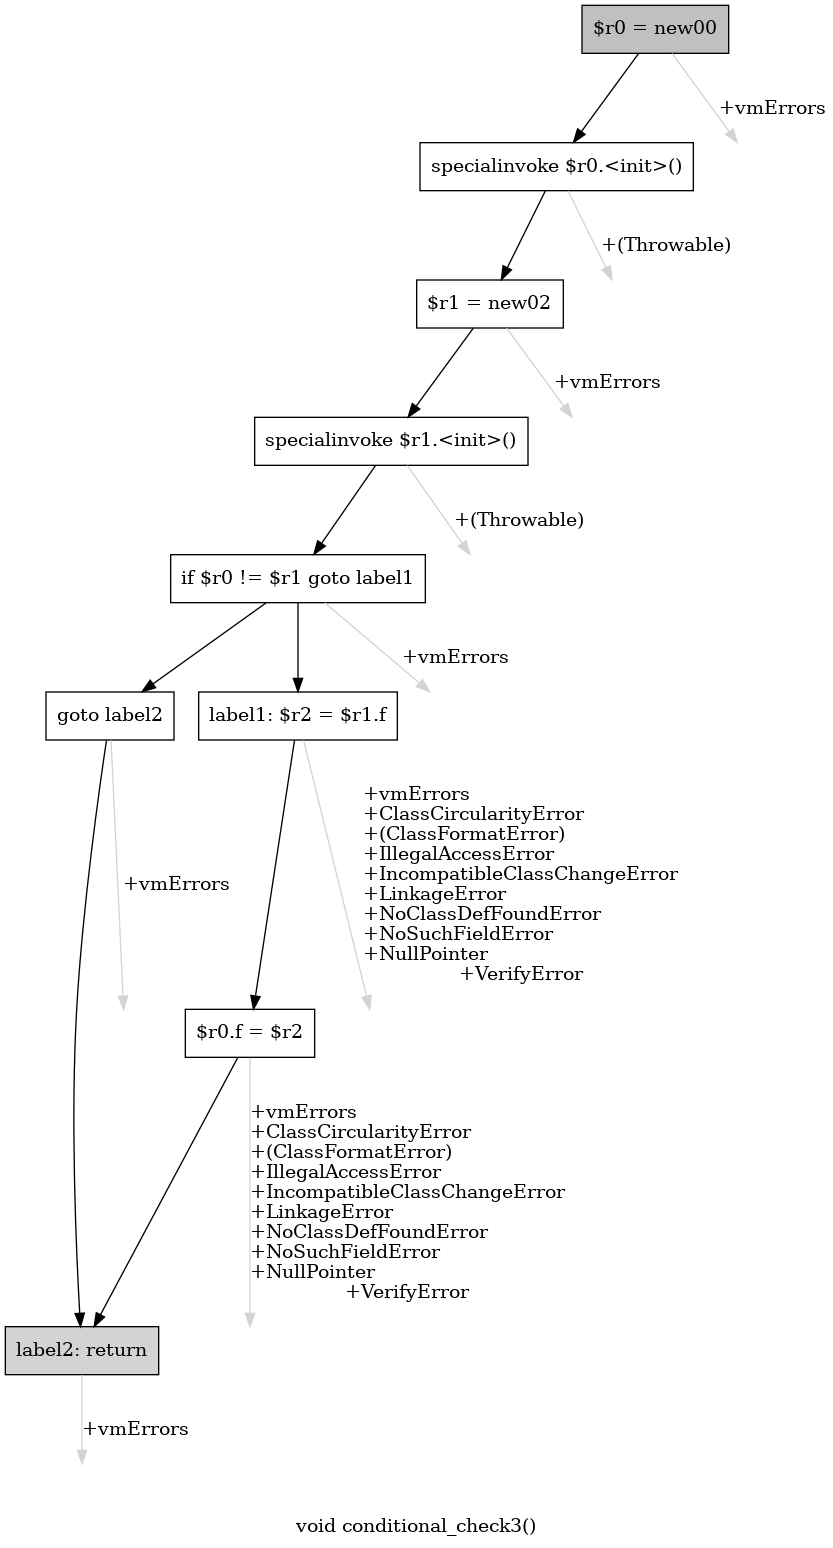 $r0 = new00
+vmErrors
specialinvoke $r0.<init>()
+(Throwable)
$r1 = new02
+vmErrors
specialinvoke $r1.<init>()
+(Throwable)
if $r0 != $r1 goto label1
+vmErrors
goto label2
label1: $r2 = $r1.f
+vmErrors
+ClassCircularityError
+(ClassFormatError)
+IllegalAccessError
+IncompatibleClassChangeError
+LinkageError
+NoClassDefFoundError
+NoSuchFieldError
+NullPointer
+VerifyError
+vmErrors
$r0.f = $r2
+vmErrors
+ClassCircularityError
+(ClassFormatError)
+IllegalAccessError
+IncompatibleClassChangeError
+LinkageError
+NoClassDefFoundError
+NoSuchFieldError
+NullPointer
+VerifyError
label2: return
+vmErrors
void conditional_check3()